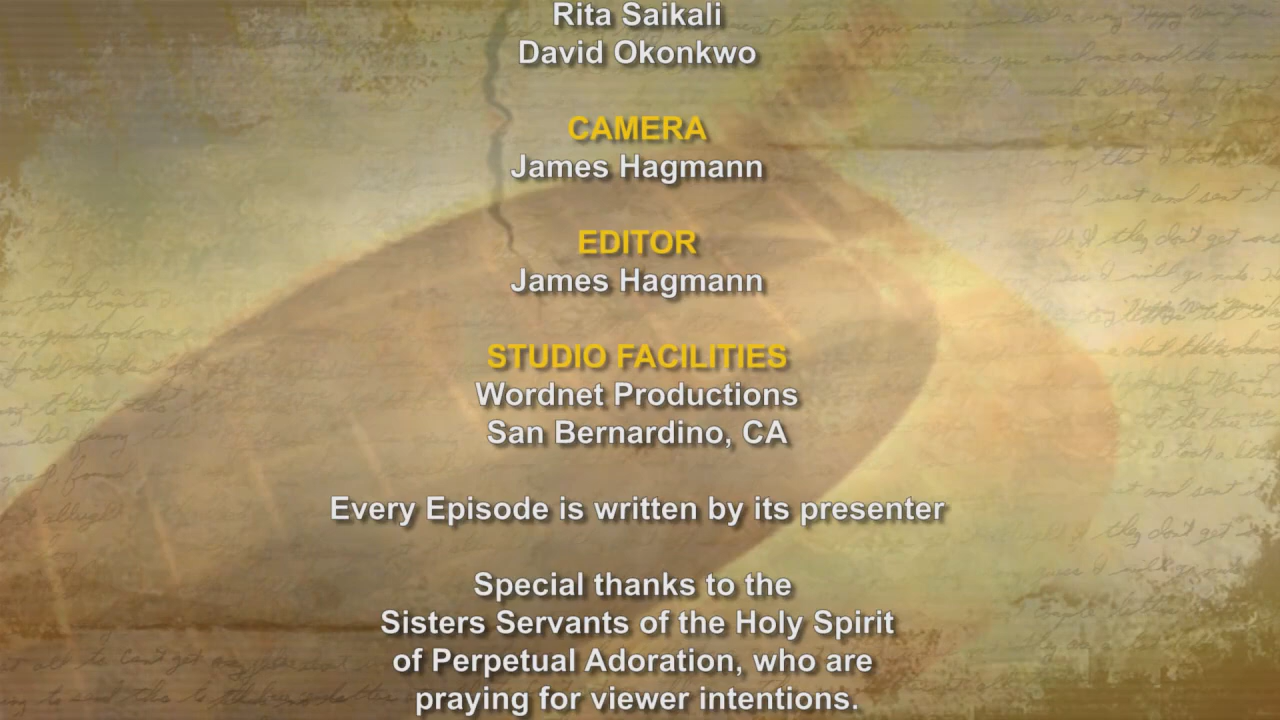 Rita Saikali
David Okonkwo
CAMERA
James Hagmann
EDITOR
James Hagmann
STUDIO FACILITIES
Wordnet Productions
San Bernardino, CA
Every Episode is written by its presenter
Special thanks to the
Sisters Servants of the Holy Spirit
of Perpetual Adoration, who are
praying for viewer intentions.